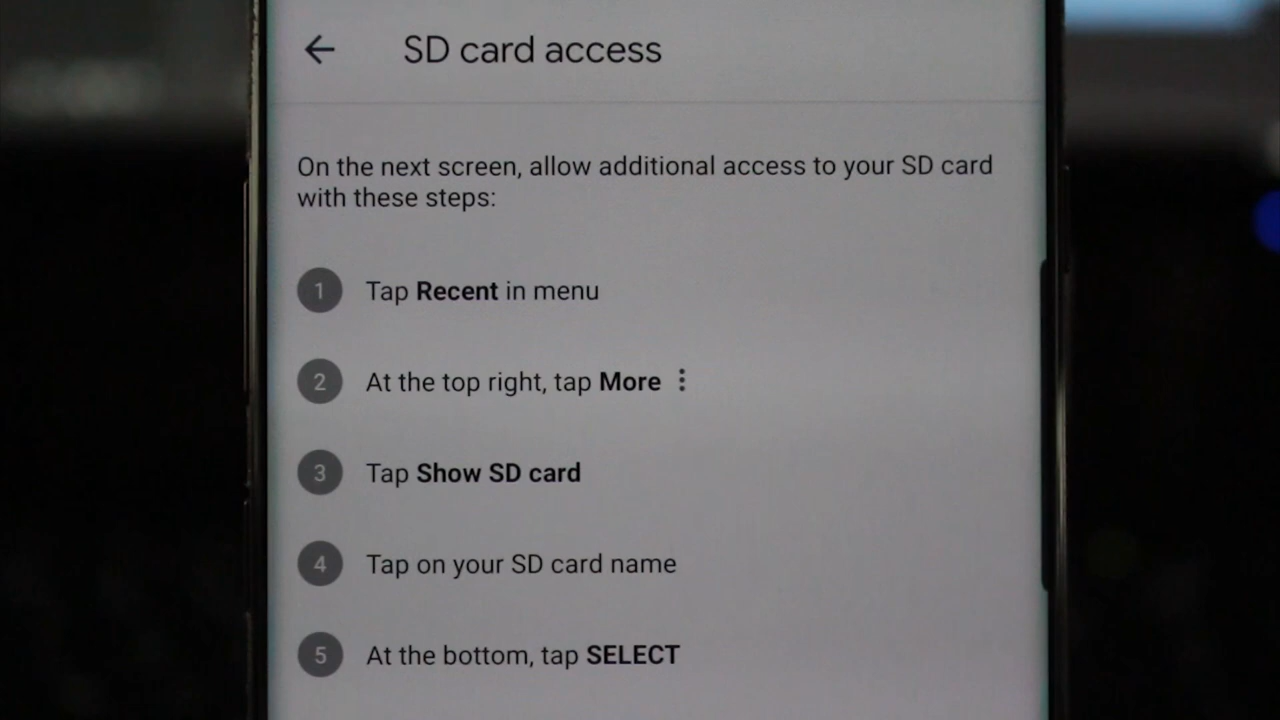 SD card access
On the next screen, allow additional access to your SD card
with these steps:
1 Tap Recent in menu
2 At the top right, tap More
3 Tap Show SD card
4 Tap on your SD card name
5 At the bottom, tap SELECT